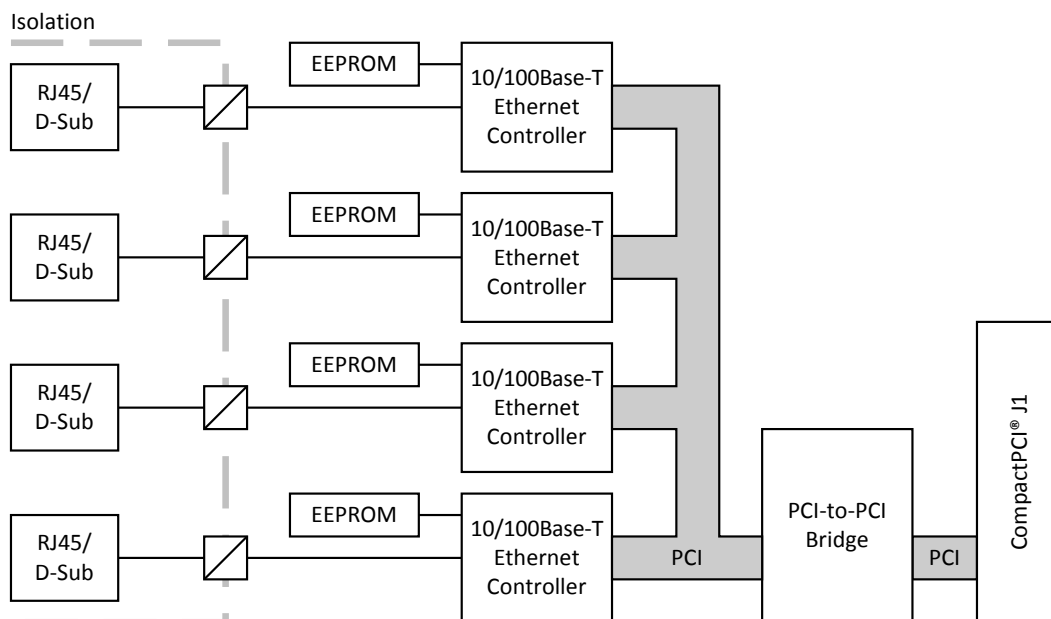 Isolation
RJ45/
D-Sub
EEPROM
10/100Base-T
Ethernet
Controller
RJ45/
D-Sub
EEPROM
10/100Base-T
Ethernet
Controller
RJ45/
D-Sub
EEPROM
10/100Base-T
Ethernet
Controller
RJ45/
D-Sub
EEPROM
10/100Base-T
Ethernet
Controller
PCI
PCI-to-PCI
Bridge
PCI
CompactPCI® J1